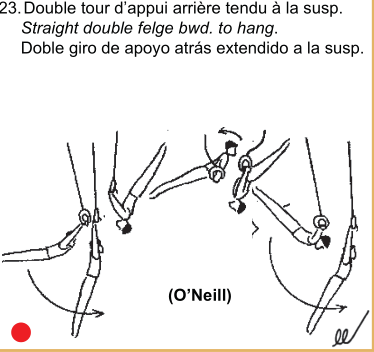 23. Double tour d'appui arrière tendu à la susp.
Straight double felge bwd. to hang.
Doble giro de apoyo atrás extendido a la susp.
(O'Neill)